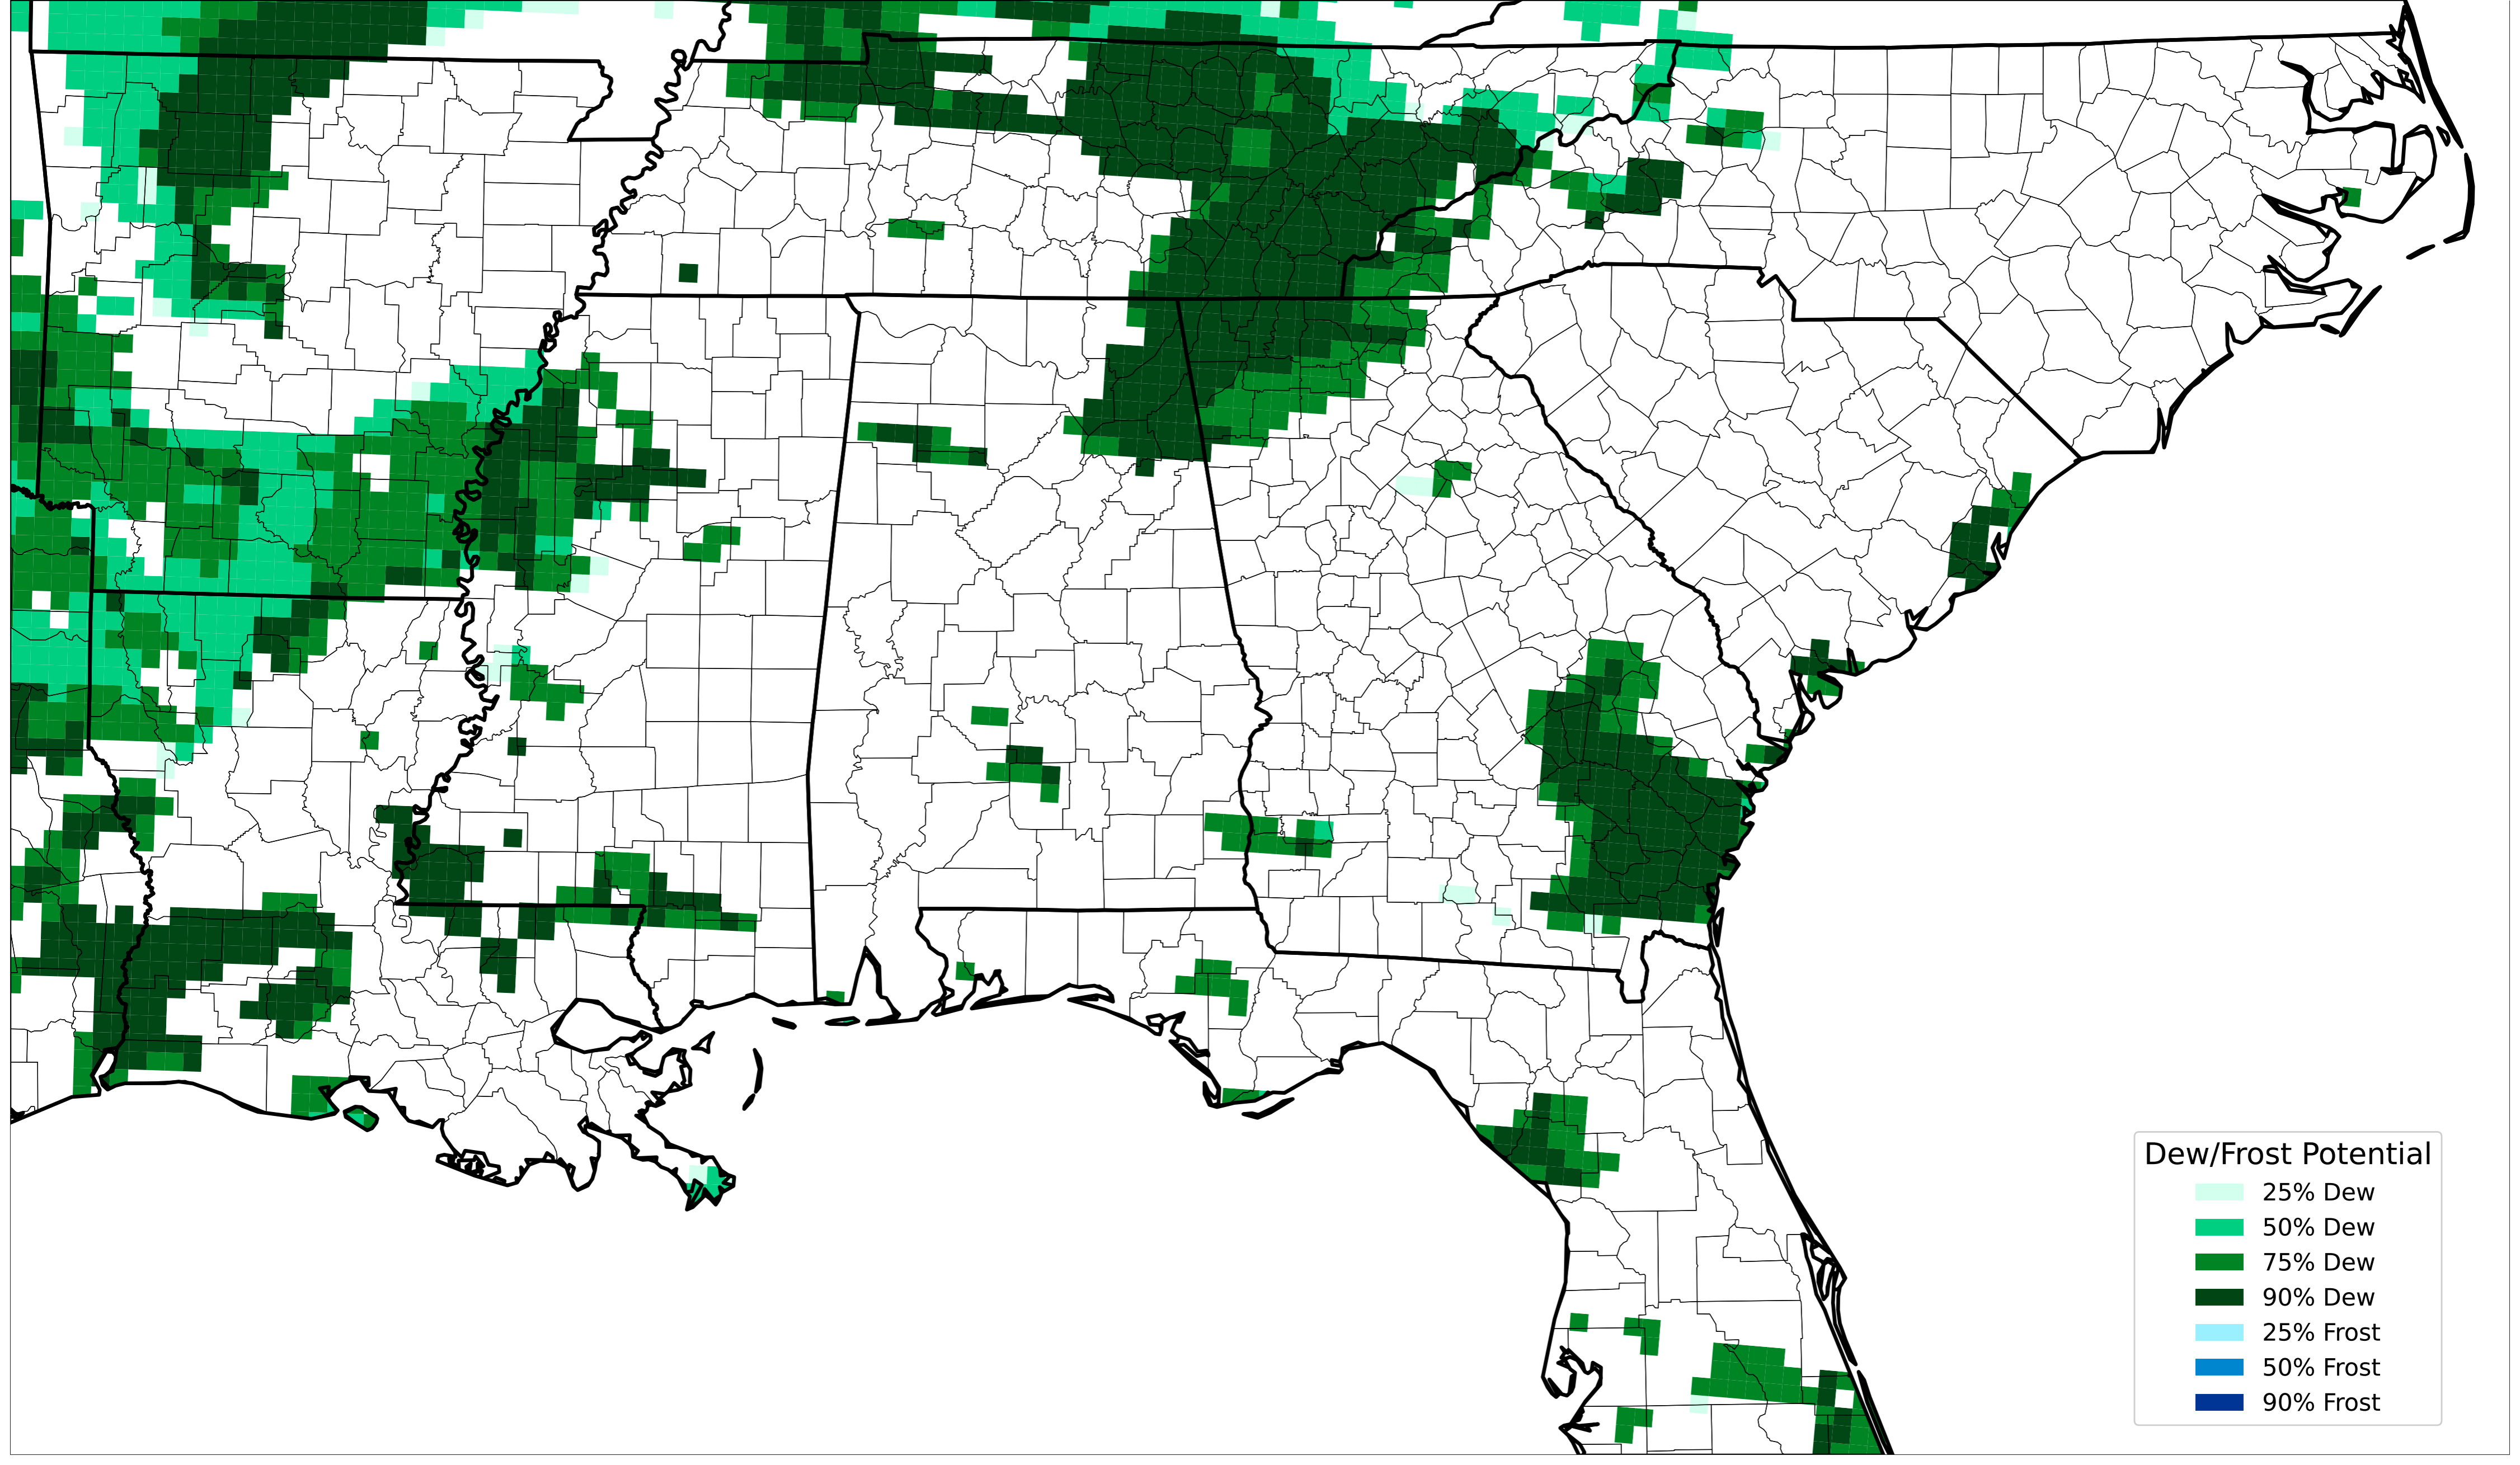 Dew/Frost Potential
25% Dew
50% Dew
75% Dew
90% Dew
25% Frost
50% Frost
90% Frost